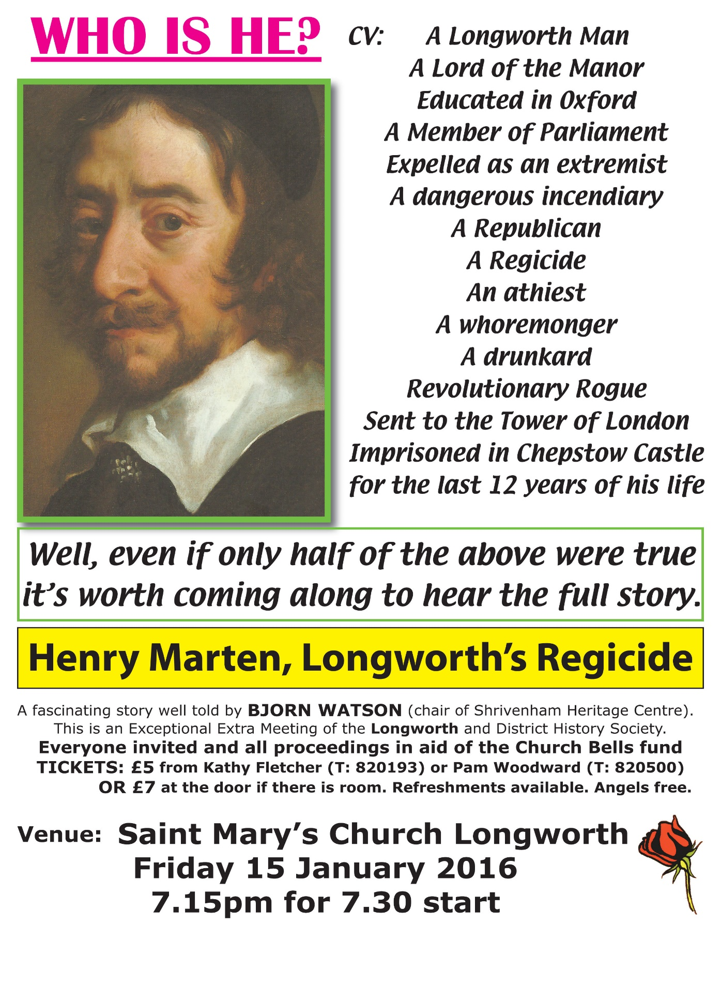 WHO IS HE?
CV: A Longworth Man
A Lord of the Manor
Educated in Oxford
A Member of Parliament
Expelled as an extremist
A dangerous incendiary
A Republican
A Regicide
An athiest
A whoremonger
A drunkard
Revolutionary Rogue
Sent to the Tower of London
Imprisoned in Chepstow Castle
for the last 12 years of his life
Well, even if only half of the above were true
it’s worth coming along to hear the full story.
Henry Marten, Longworth’s Regicide
A fascinating story well told by BJORN WATSON (chair of Shrivenham Heritage Centre).
This is an Exceptional Extra Meeting of the Longworth and District History Society.
Everyone invited and all proceedings in aid of the Church Bells fund
TICKETS: £5 from Kathy Fletcher (T: 820193) or Pam Woodward (T: 820500)
OR £7 at the door if there is room. Refreshments available. Angels free.
Venue: Saint Mary’s Church Longworth
Friday 15 January 2016
7.15pm for 7.30 start